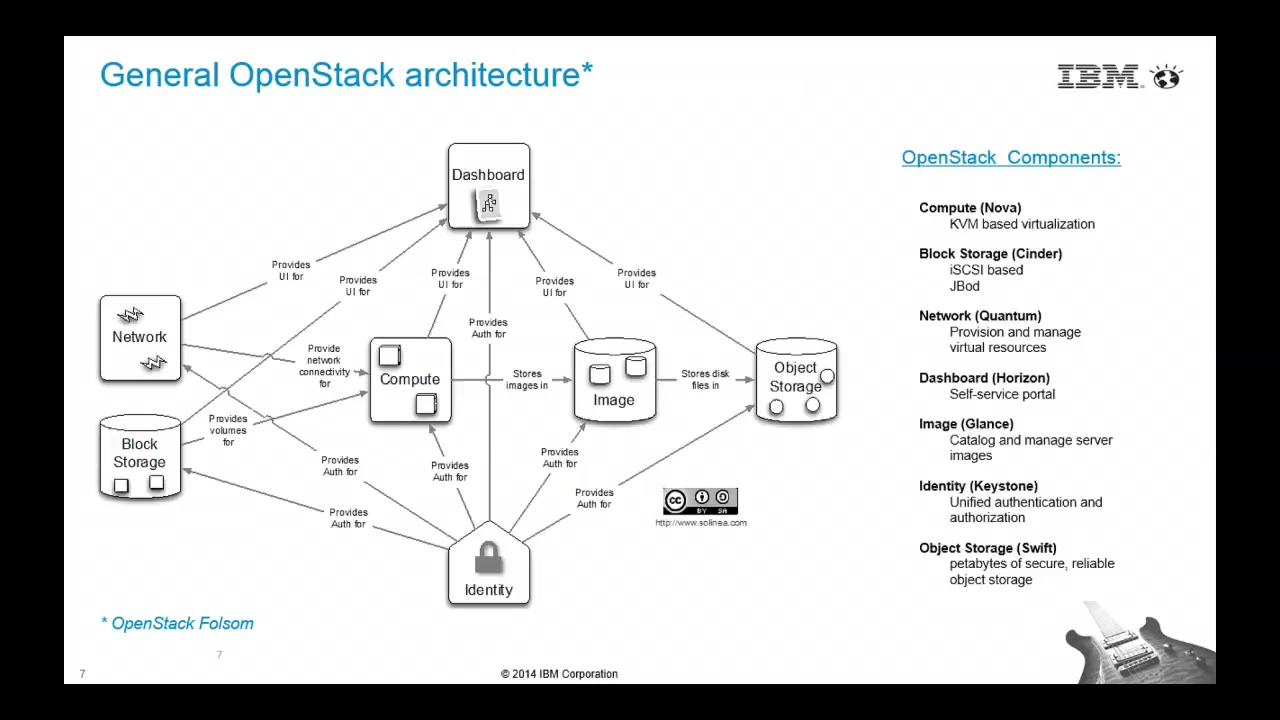 General OpenStack architecture*
IBM
OpenStack Components:
Dashboard
Provides
UI for
Provides
UI for
Provides
UI for
Provides
UI for
Provides
UI for
Provides
Auth for
Network
Provide
network
connectivity
for
Compute
Stores
images in
Image
Stores disk
files in
Object
Storage
Block
Storage
Provides
volumes
for
Provides
Auth for
Provides
Auth for
Provides
Auth for
Provides
Auth for
Provides
Auth for
Identity
cc
BY SA
http://www.solinea.com
Compute (Nova)
KVM based virtualization
Block Storage (Cinder)
iSCSI based
JBod
Network (Quantum)
Provision and manage
virtual resources
Dashboard (Horizon)
Self-service portal
Image (Glance)
Catalog and manage server
images
Identity (Keystone)
Unified authentication and
authorization
Object Storage (Swift)
petabytes of secure, reliable
object storage
* OpenStack Folsom
7
7
© 2014 IBM Corporation